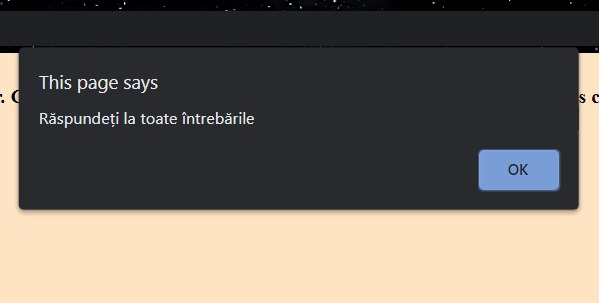 This page says
r. C
s c
Răspundeți la toate întrebările
OK